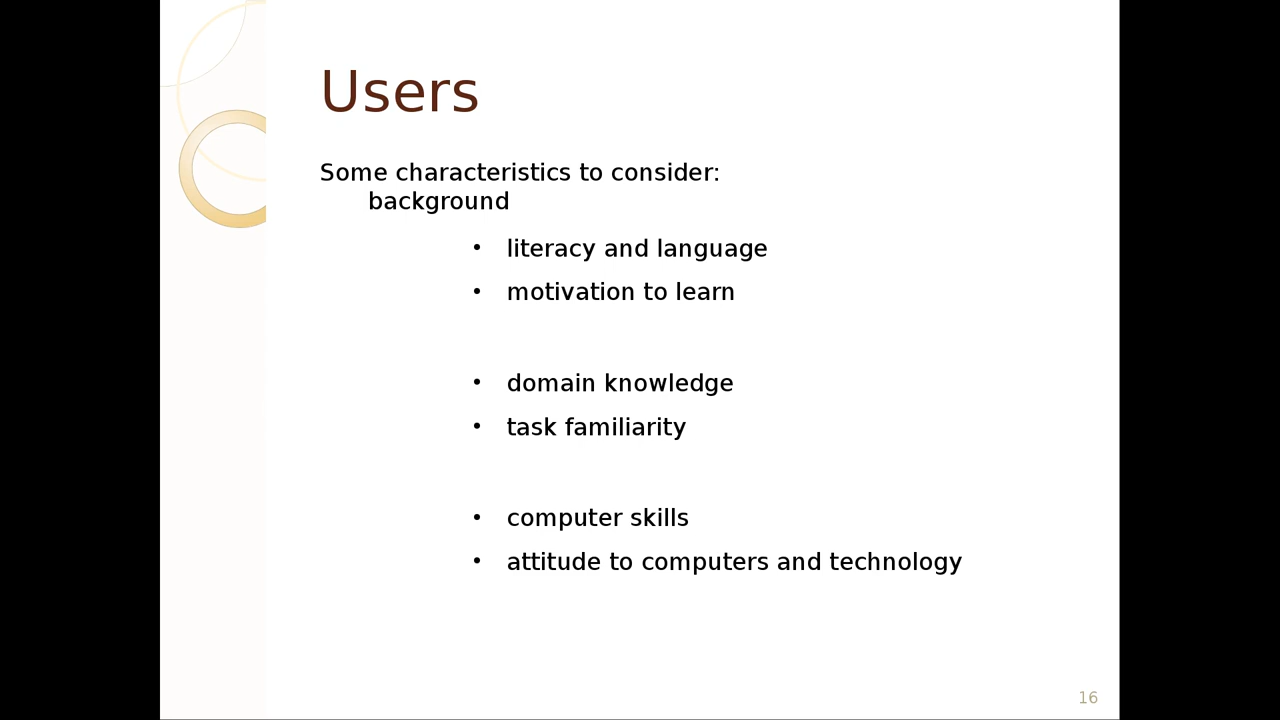 Users
Some characteristics to consider:
background
• literacy and language
• motivation to learn
• domain knowledge
• task familiarity
• computer skills
• attitude to computers and technology
16